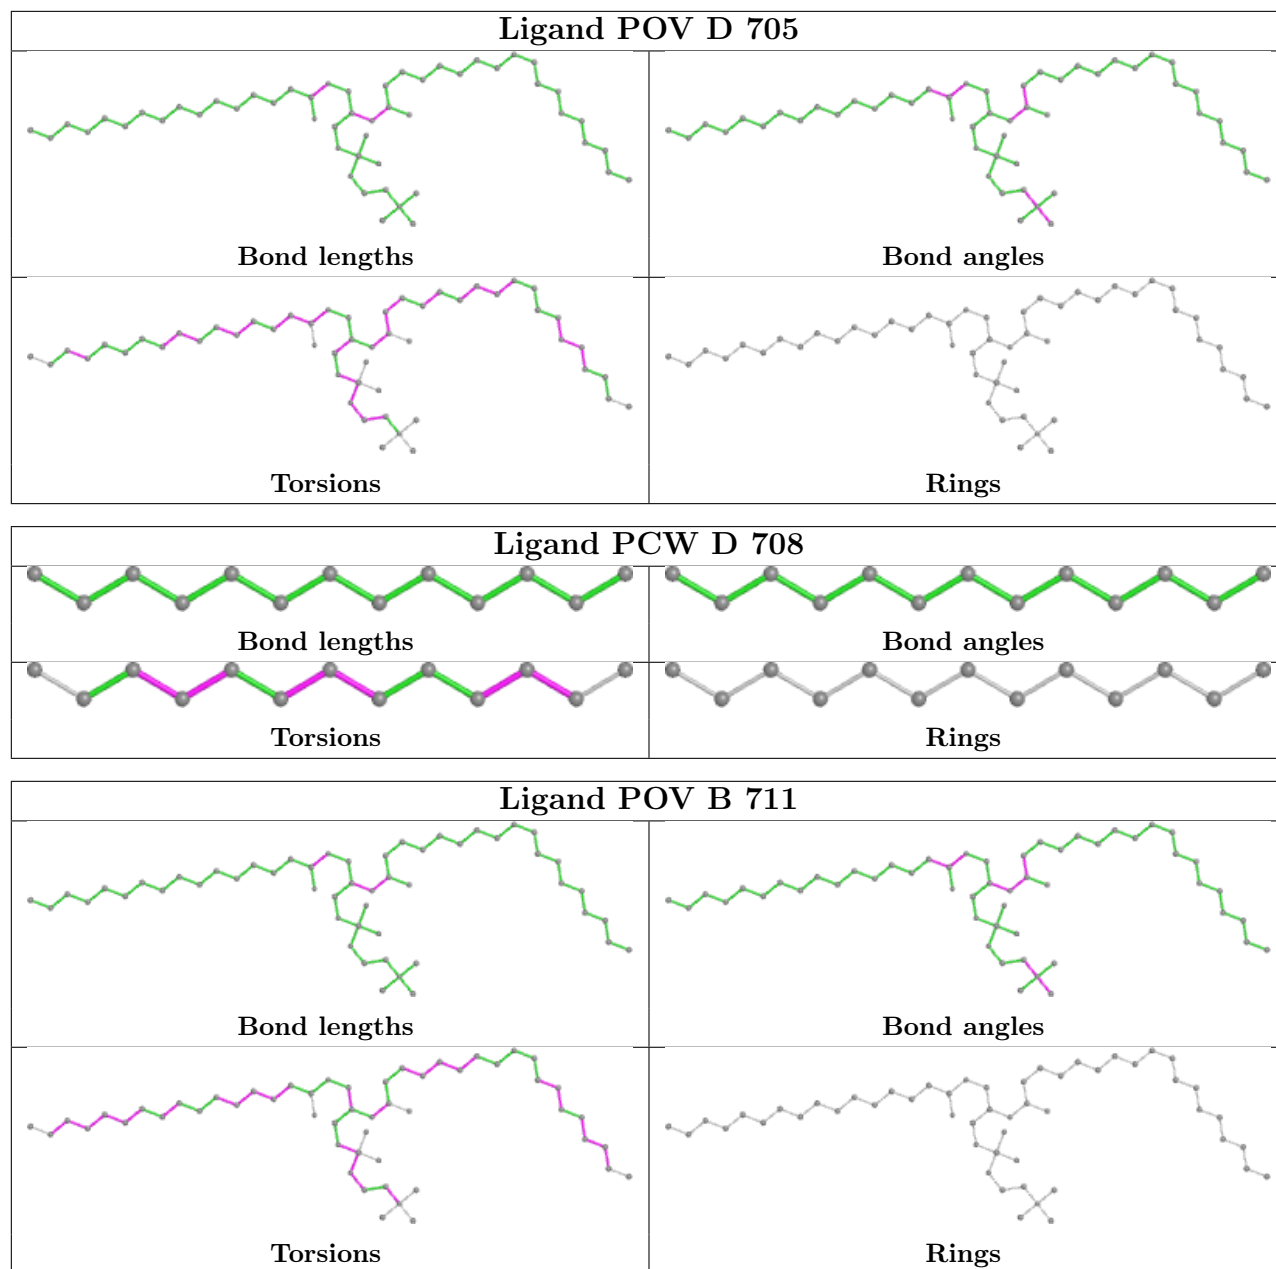 Ligand POV D 705
Bond lengths
Bond angles
Torsions
Rings
Ligand PCW D 708
Bond lengths
Bond angles
Torsions
Rings
Ligand POV B 711
Bond lengths
Bond angles
Torsions
Rings